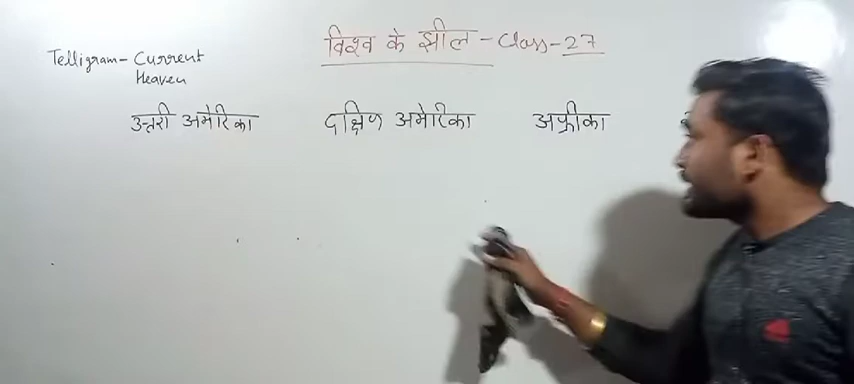 विश्व के झील - Class - 27
Telligram - Current
Heaven
उत्तरी अमेरिका
दक्षिण अमेरिका
अफ्रीका